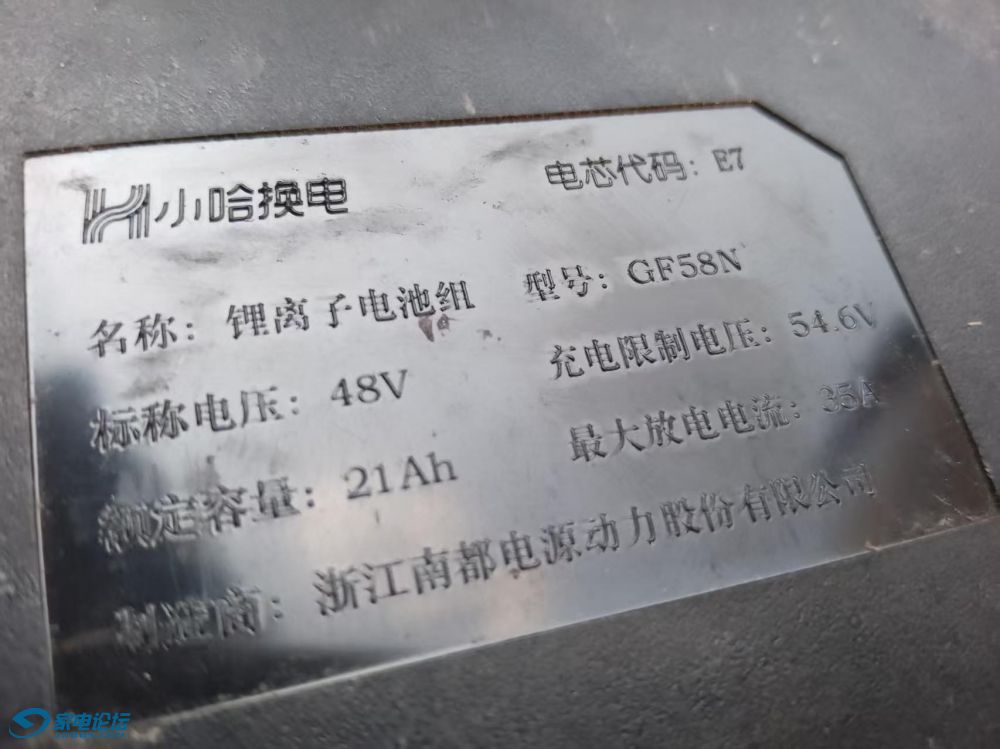 小哈换电 电芯代码：E7
名称：锂离子电池组 型号：GF58N
标称电压：48V 充电限制电压：54.6V
额定容量：21Ah 最大放电电流：35A
制造商：浙江南都电源动力股份有限公司
家电论坛